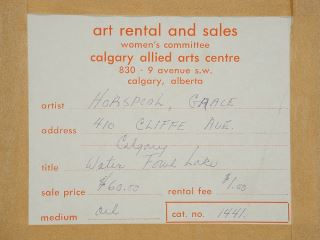 art rental and sales
women's committee
calgary allied arts centre
830 - 9 avenue s.w.
calgary, alberta
artist HORSPOOL, GRACE
address 410 CLIFFE AVE.
Calgary
title Water Fowl Lake
sale price $60.00 rental fee $1.00
medium oil cat. no. 1441.